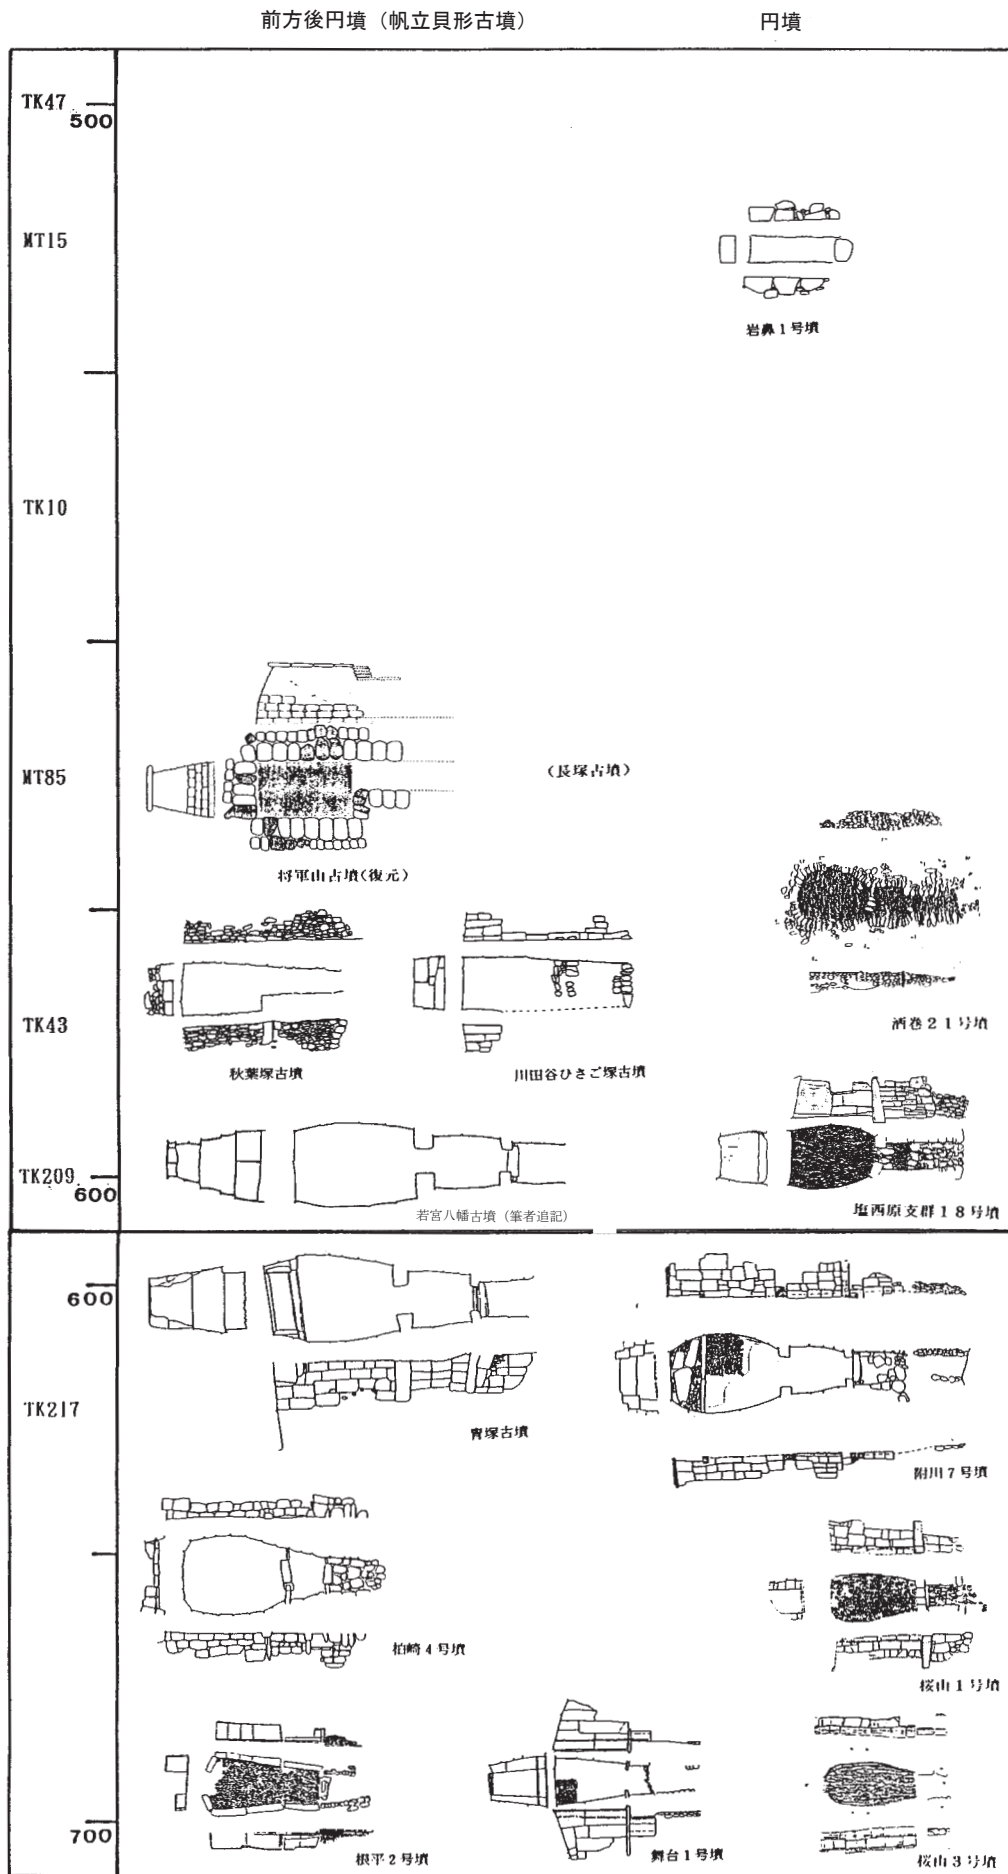 前方後円墳（帆立貝形古墳）
円墳
TK47
500
MT15
岩鼻1号墳
TK10
MT85
（長塚古墳）
将軍山古墳(復元)
酒巻21号墳
TK43
秋葉塚古墳
川田谷ひさご塚古墳
TK209
600
若宮八幡古墳（筆者追記）
塩西原支群18号墳
600
TK217
冑塚古墳
附川7号墳
柏崎4号墳
桜山1号墳
700
根平2号墳
舞台1号墳
桜山3号墳